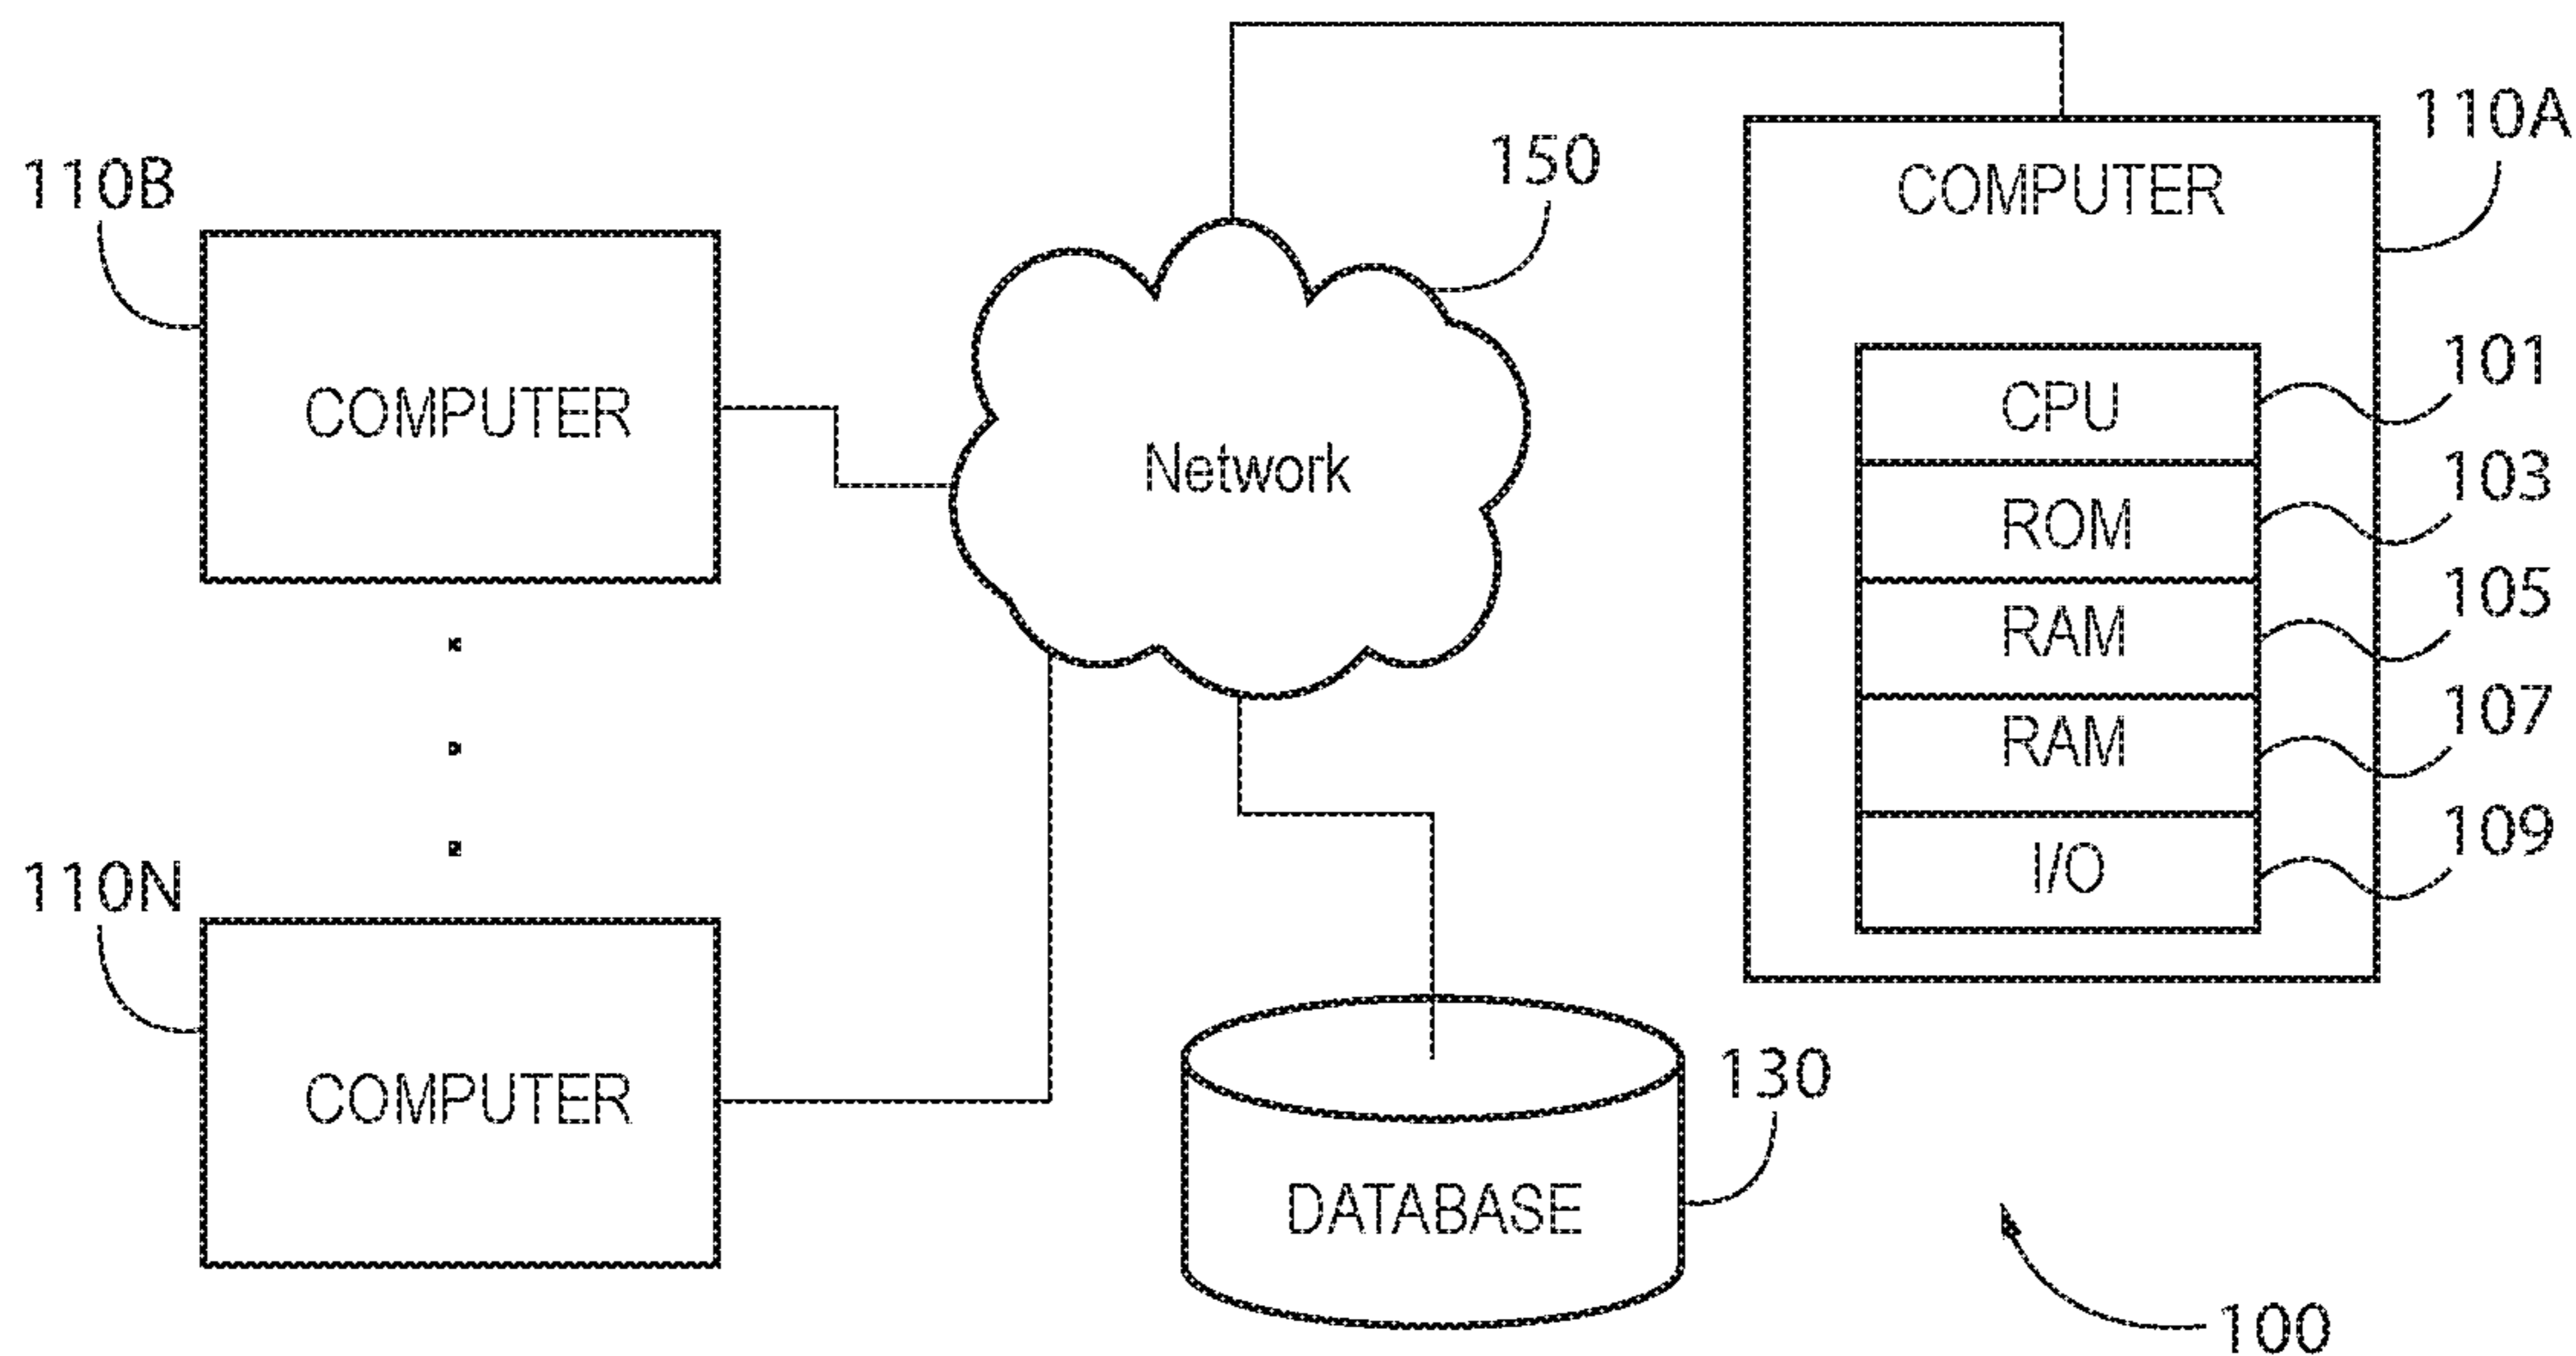 110A
150
110B
COMPUTER
COMPUTER
Network
CPU
101
ROM
103
RAM
105
RAM
107
I/O
109
110N
COMPUTER
130
DATABASE
100